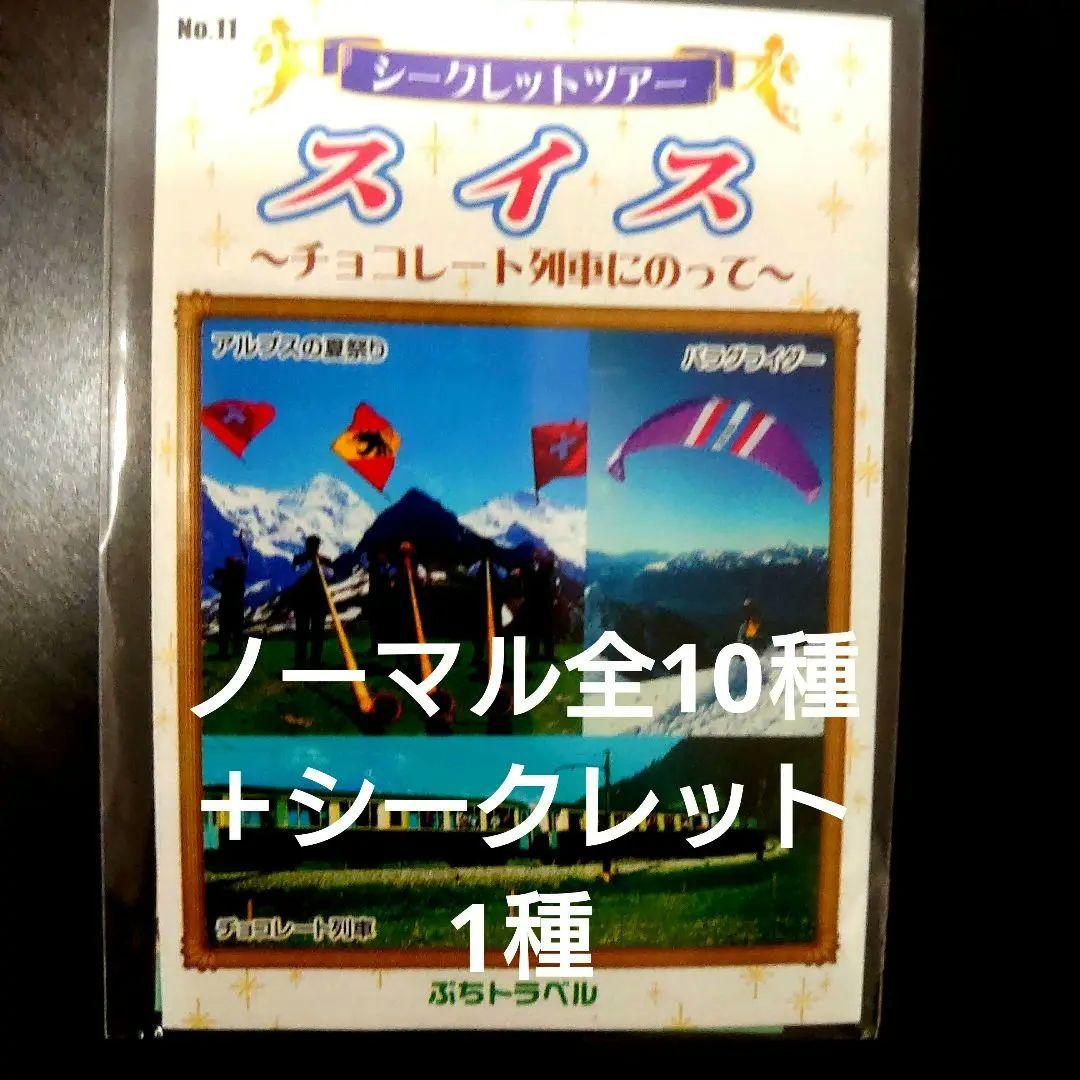 No.11
シークレットツアー
スイス
～チョコレート列車にのって～
アルプスの夏祭り
パラグライダー
ノーマル全10種
+シークレット
1種
チョコレート列車
ぷちトラベル